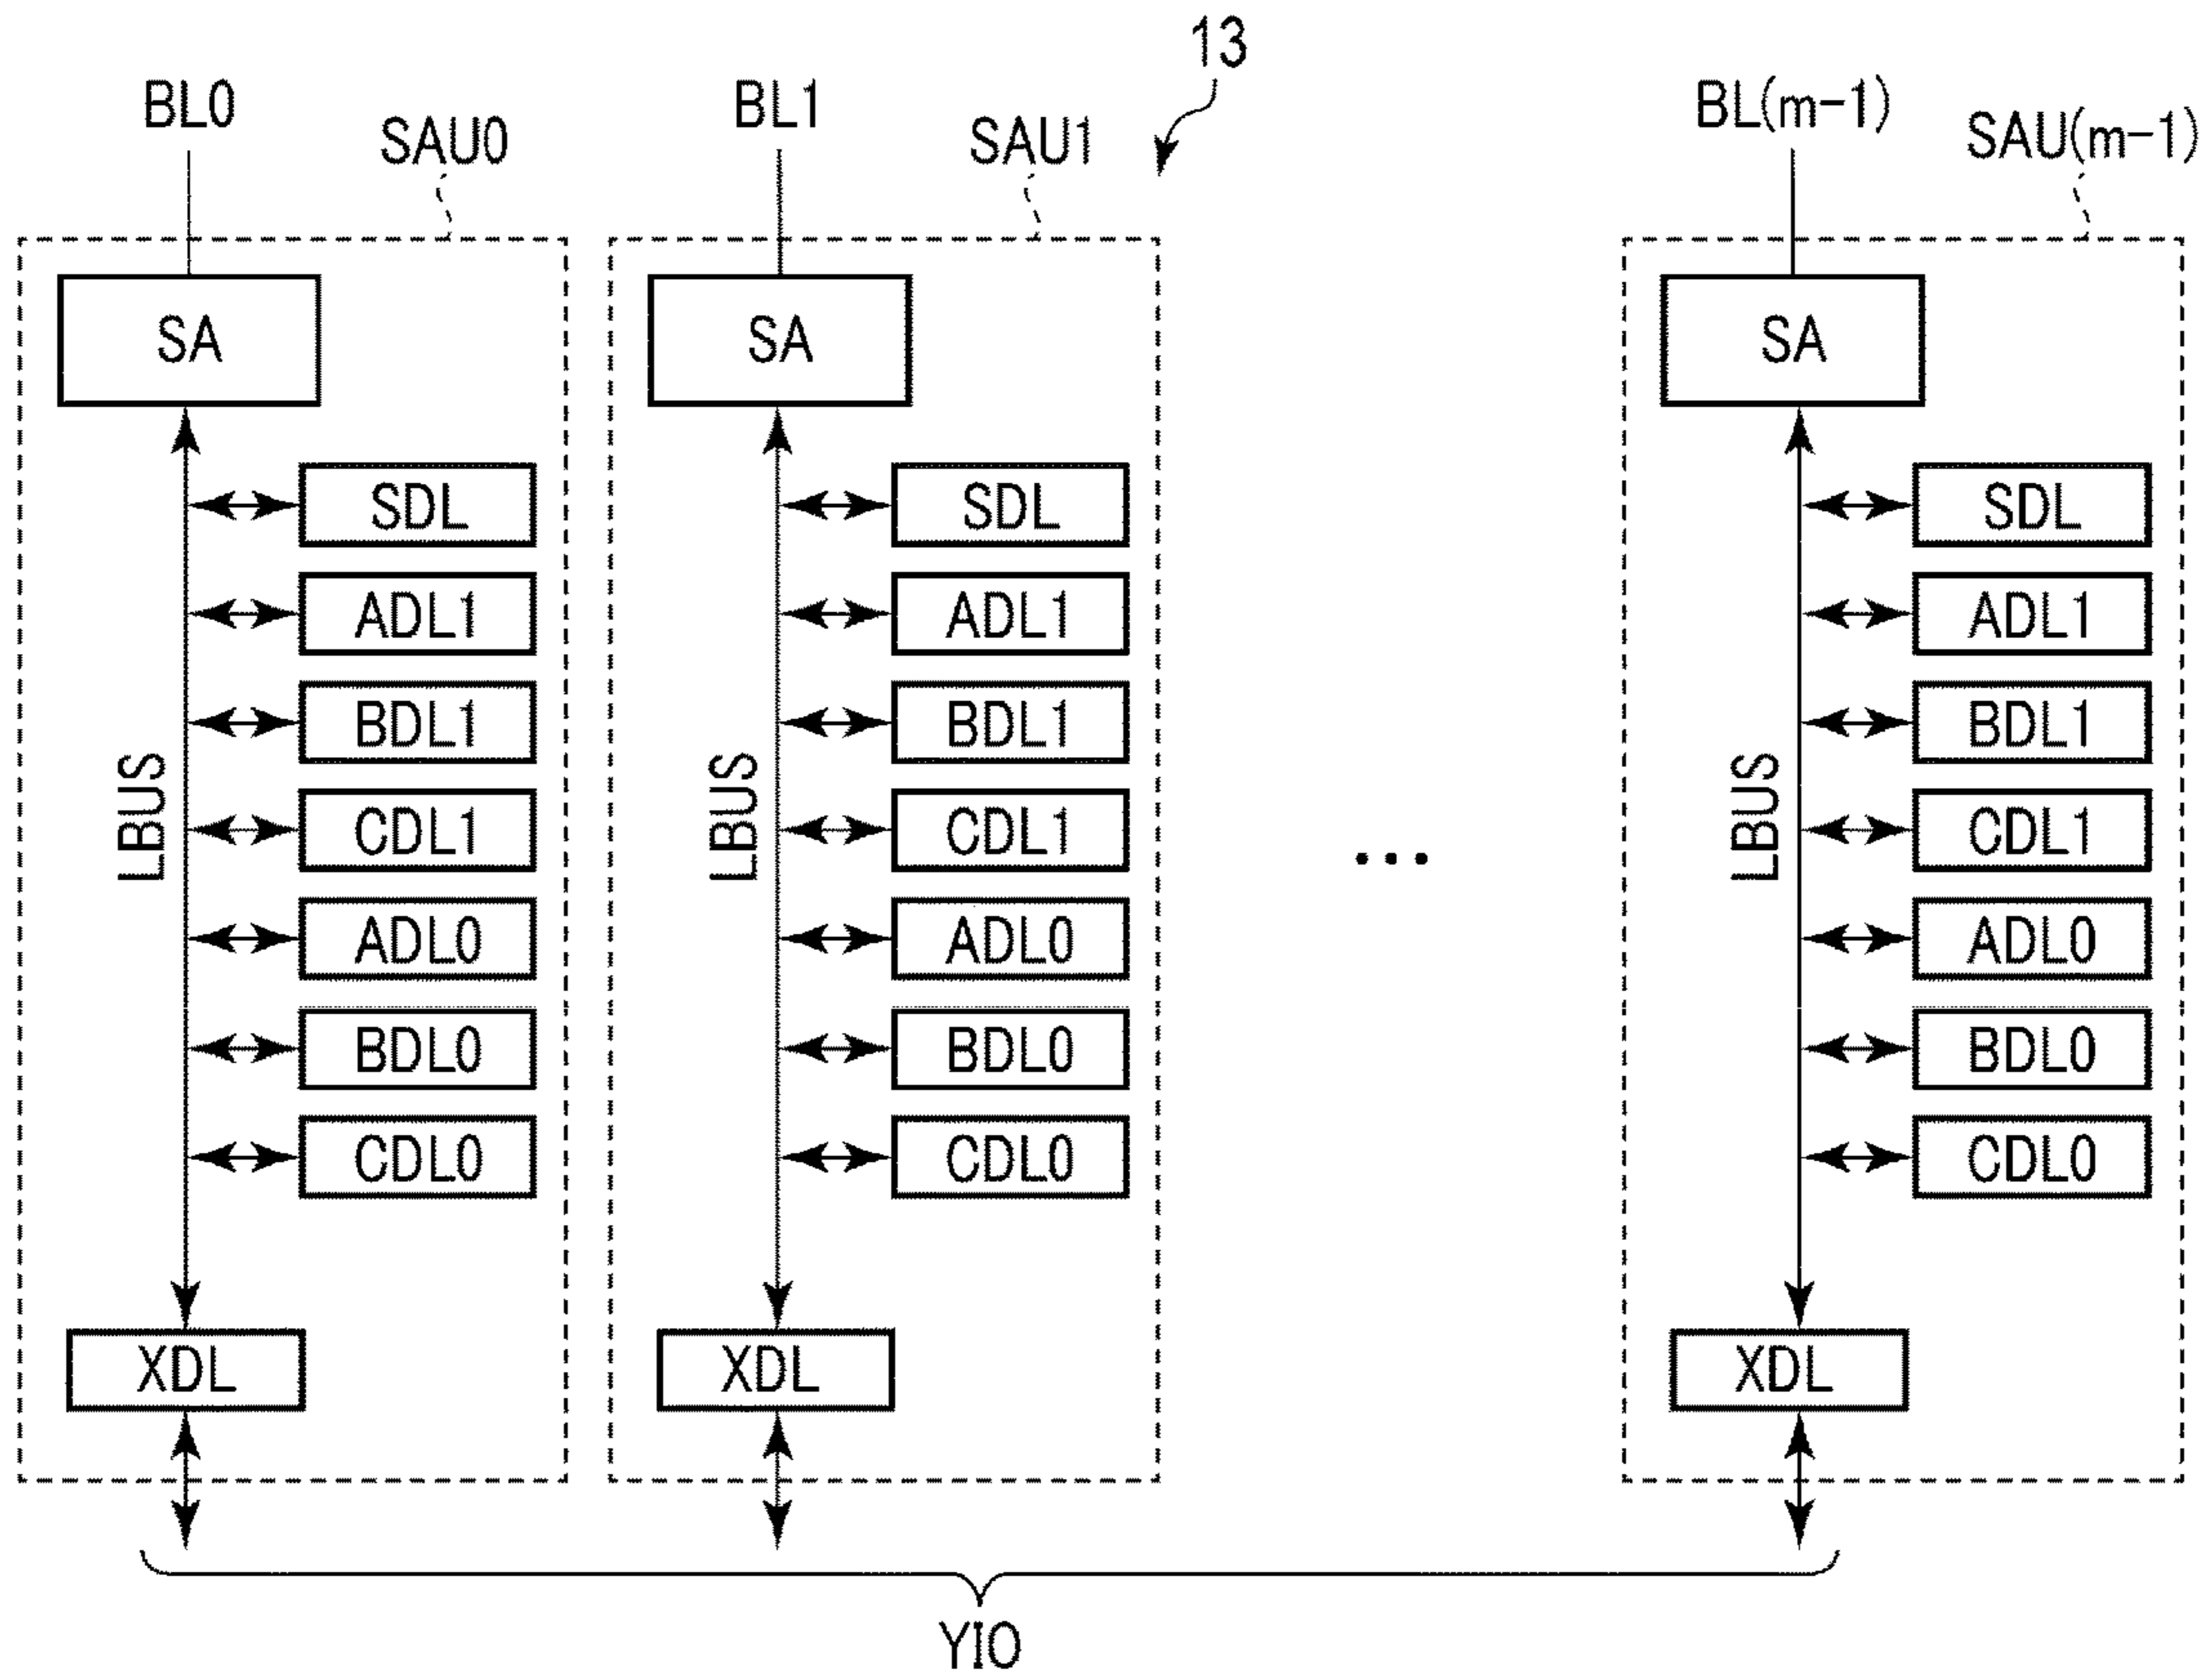 13
BL0
SAU0
BL1
SAU1
BL(m-1)
SAU(m-1)
SA
SA
SA
SDL
SDL
SDL
ADL1
ADL1
ADL1
BDL1
BDL1
BDL1
LBUS
LBUS
LBUS
CDL1
CDL1
CDL1
...
ADL0
ADL0
ADL0
BDL0
BDL0
BDL0
CDL0
CDL0
CDL0
XDL
XDL
XDL
YIO